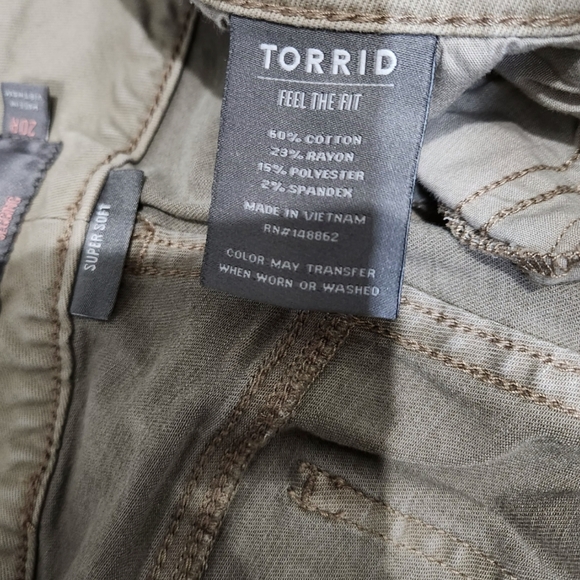 TORRID
FEEL THE FIT
60% COTTON
23% RAYON
15% POLYESTER
2% SPANDEX
MADE IN VIETNAM
RN#148862
COLOR MAY TRANSFER
WHEN WORN OR WASHED
SUPER SOFT
20R